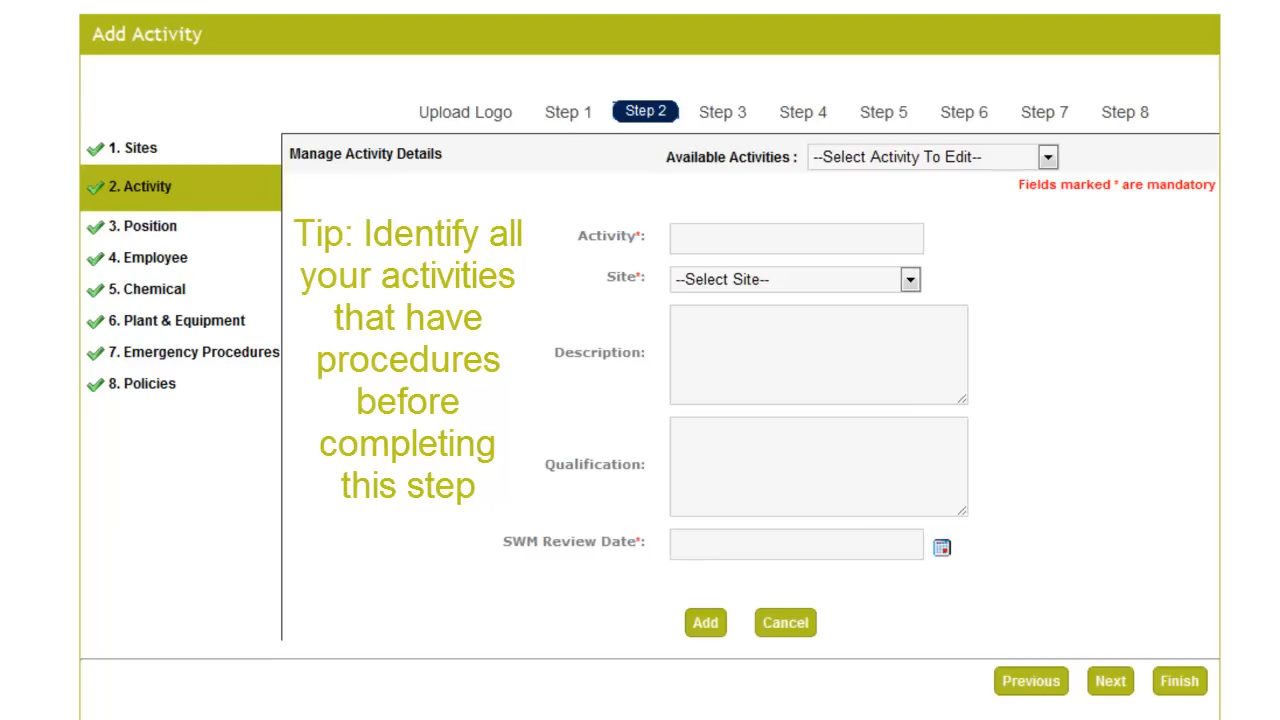 Add Activity
Upload Logo Step 1 Step 2 Step 3 Step 4 Step 5 Step 6 Step 7 Step 8
1. Sites
2. Activity
3. Position
4. Employee
5. Chemical
6. Plant & Equipment
7. Emergency Procedures
8. Policies
Manage Activity Details
Available Activities : --Select Activity To Edit--
Fields marked * are mandatory
Tip: Identify all
your activities
that have
procedures
before
completing
this step
Activity*:
Site*: --Select Site--
Description:
Qualification:
SWM Review Date*:
Add Cancel
Previous Next Finish